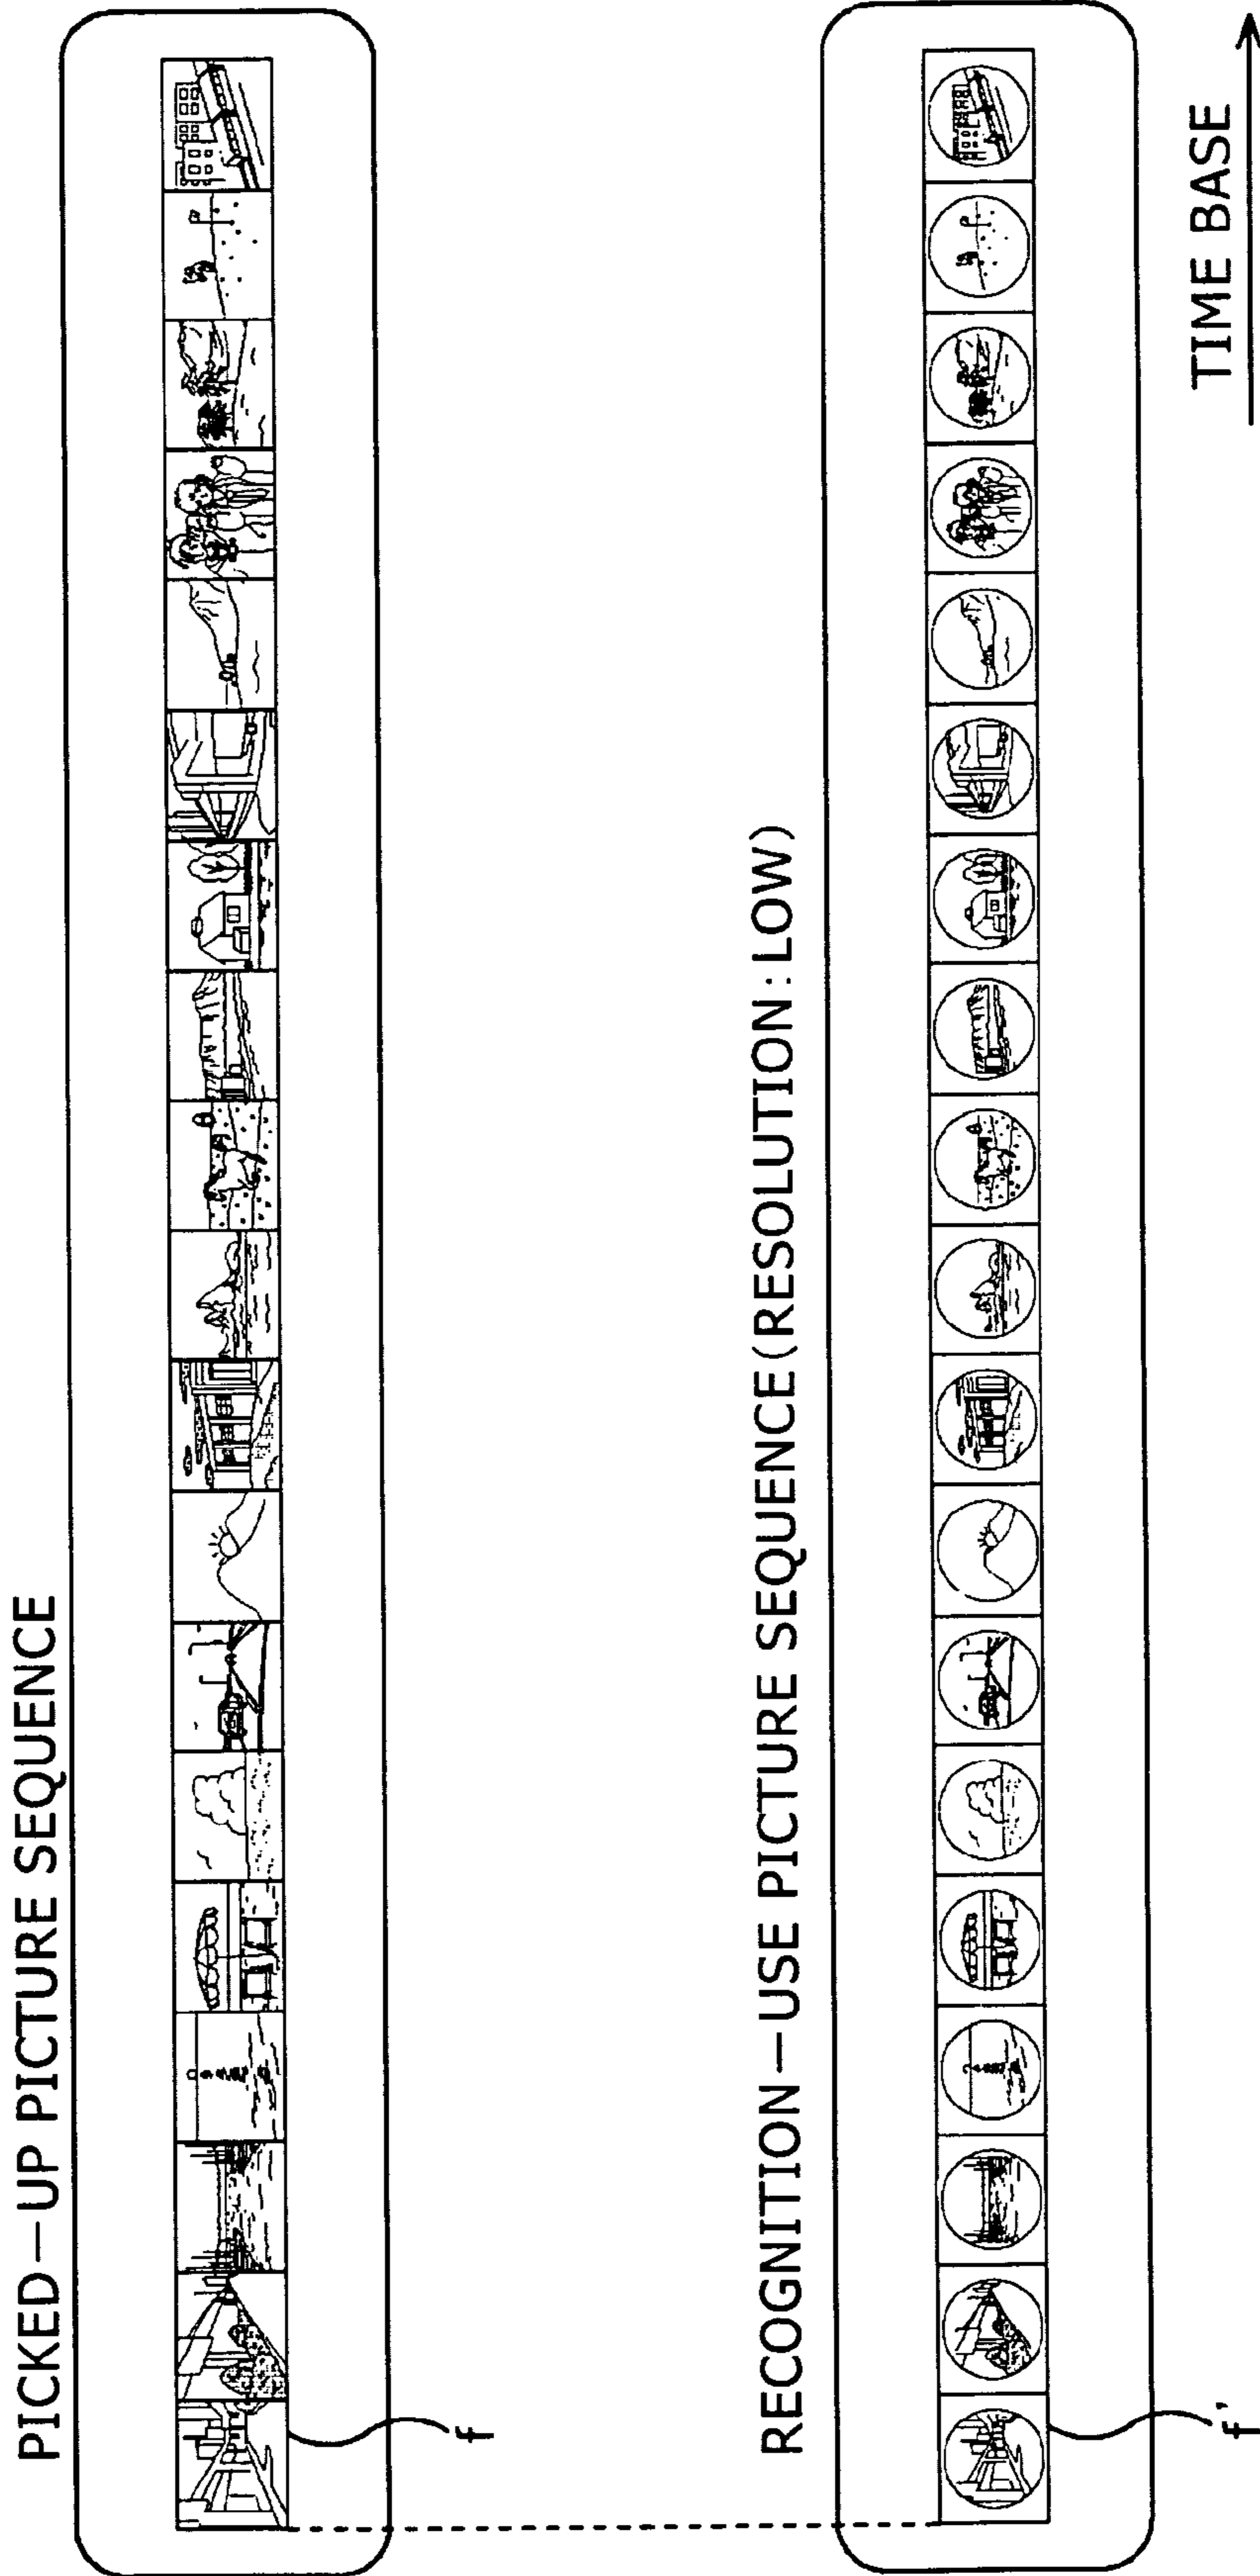 PICKED—UP PICTURE SEQUENCE
f
RECOGNITION—USE PICTURE SEQUENCE(RESOLUTION:LOW)
f'
TIME BASE